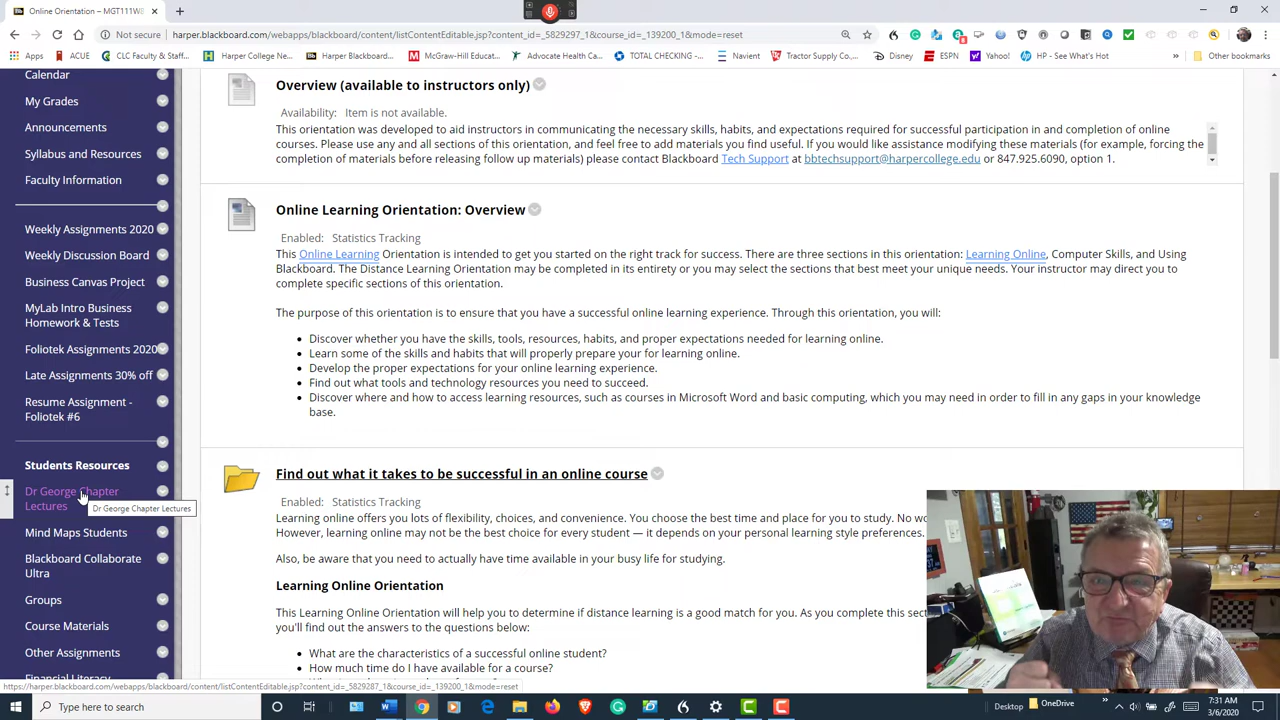 Online Orientation – MGT111W
Not secure
harper.blackboard.com/webapps/blackboard/content/listContentEditable.jsp?content_id=_5829297_1&course_id=_139200_1&mode=reset
Apps
ACUE
CLC Faculty & Staff...
Harper College New...
Harper Blackboard...
McGraw-Hill Educat...
Advocate Health Ca...
TOTAL CHECKING -...
Navient
Tractor Supply Co.,...
Disney
ESPN
Yahoo!
HP - See What's Hot
»
Other bookmarks
Calendar
My Grades
Announcements
Syllabus and Resources
Faculty Information
Weekly Assignments 2020
Weekly Discussion Board
Business Canvas Project
MyLab Intro Business
Homework & Tests
Foliotek Assignments 2020
Late Assignments 30% off
Resume Assignment -
Foliotek #6
Students Resources
Dr George Chapter
Lectures
Dr George Chapter Lectures
Mind Maps Students
Blackboard Collaborate
Ultra
Groups
Course Materials
Other Assignments
Financial Literacy
Overview (available to instructors only)
Availability: Item is not available.
This orientation was developed to aid instructors in communicating the necessary skills, habits, and expectations required for successful participation in and completion of online
courses. Please use any and all sections of this orientation, and feel free to add materials you find useful. If you would like assistance modifying these materials (for example, forcing the
completion of materials before releasing follow up materials) please contact Blackboard Tech Support at bbtechsupport@harpercollege.edu or 847.925.6090, option 1.
Online Learning Orientation: Overview
Enabled: Statistics Tracking
This Online Learning Orientation is intended to get you started on the right track for success. There are three sections in this orientation: Learning Online, Computer Skills, and Using
Blackboard. The Distance Learning Orientation may be completed in its entirety or you may select the sections that best meet your unique needs. Your instructor may direct you to
complete specific sections of this orientation.
The purpose of this orientation is to ensure that you have a successful online learning experience. Through this orientation, you will:
• Discover whether you have the skills, tools, resources, habits, and proper expectations needed for learning online.
• Learn some of the skills and habits that will properly prepare your for learning online.
• Develop the proper expectations for your online learning experience.
• Find out what tools and technology resources you need to succeed.
• Discover where and how to access learning resources, such as courses in Microsoft Word and basic computing, which you may need in order to fill in any gaps in your knowledge
base.
Find out what it takes to be successful in an online course
Enabled: Statistics Tracking
Learning online offers you lots of flexibility, choices, and convenience. You choose the best time and place for you to study. No wo
However, learning online may not be the best choice for every student — it depends on your personal learning style preferences.
Also, be aware that you need to actually have time available in your busy life for studying.
Learning Online Orientation
This Learning Online Orientation will help you to determine if distance learning is a good match for you. As you complete this sect
you'll find out the answers to the questions below:
• What are the characteristics of a successful online student?
• How much time do I have available for a course?
https://harper.blackboard.com/webapps/blackboard/content/listContentEditable.jsp?content_id=_5829287_1&course_id=_139200_1&mode=reset
Type here to search
Desktop
OneDrive
7:31 AM
3/6/2020